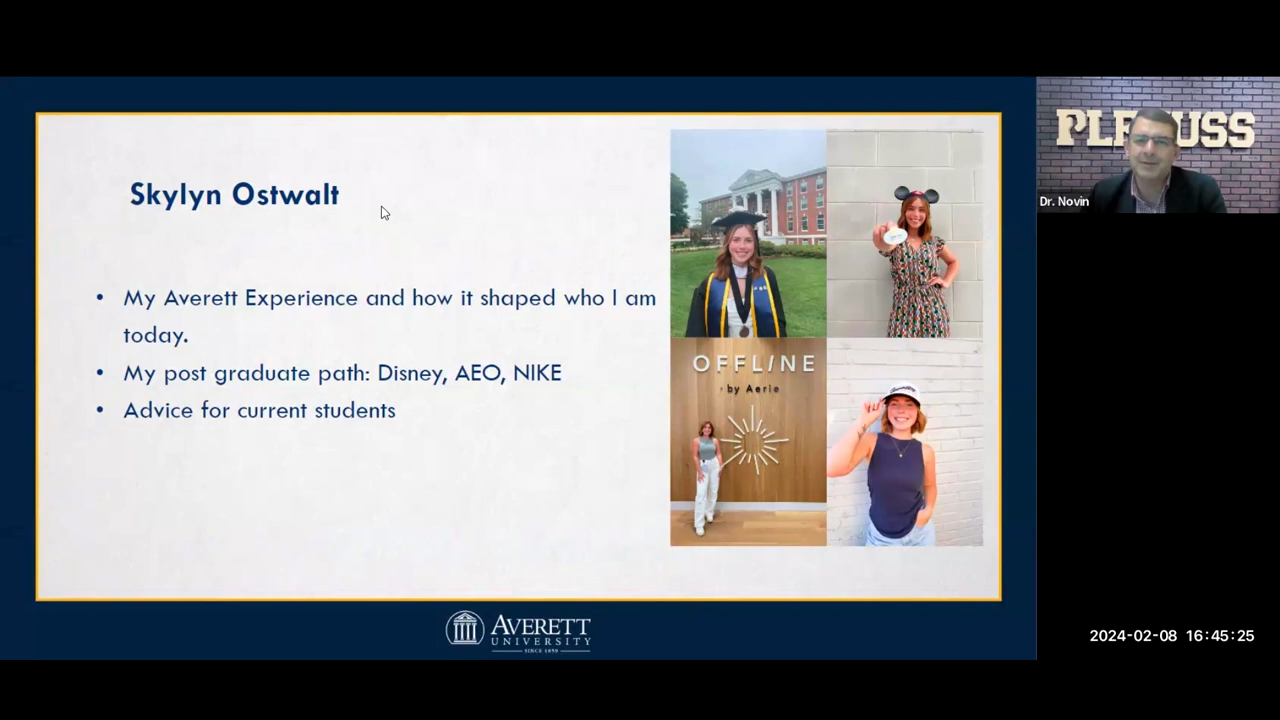 Skylyn Ostwalt
• My Averett Experience and how it shaped who I am
today.
• My post graduate path: Disney, AEO, NIKE
• Advice for current students
OFFLINE
by Aerie
AVERETT
UNIVERSITY
SINCE 1859
Dr. Novin
2024-02-08 16:45:25